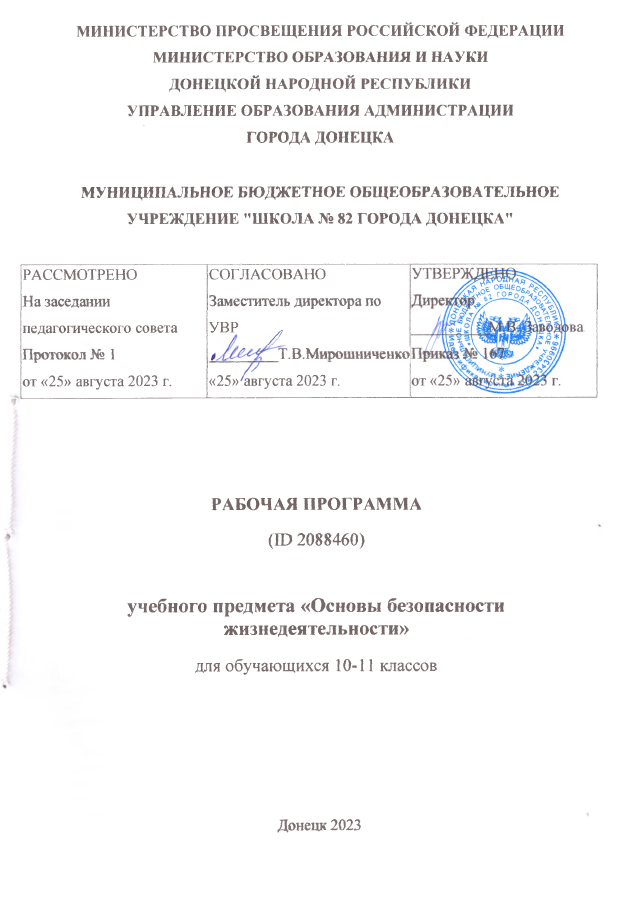 МИНИСТЕРСТВО ПРОСВЕЩЕНИЯ РОССИЙСКОЙ ФЕДЕРАЦИИ
МИНИСТЕРСТВО ОБРАЗОВАНИЯ И НАУКИ
ДОНЕЦКОЙ НАРОДНОЙ РЕСПУБЛИКИ
УПРАВЛЕНИЕ ОБРАЗОВАНИЯ АДМИНИСТРАЦИИ
ГОРОДА ДОНЕЦКА
МУНИЦИПАЛЬНОЕ БЮДЖЕТНОЕ ОБЩЕОБРАЗОВАТЕЛЬНОЕ
УЧРЕЖДЕНИЕ "ШКОЛА № 82 ГОРОДА ДОНЕЦКА"
РАССМОТРЕНО
На заседании
педагогического совета
Протокол № 1
от «25» августа 2023 г.
СОГЛАСОВАНО
Заместитель директора по
УВР
Т.В.Мирошниченко
«25» августа 2023 г.
УТВЕРЖДЕНО
Директор
М.В. Заводова
Приказ № 167
от «25» августа 2023 г.
РАБОЧАЯ ПРОГРАММА
(ID 2088460)
учебного предмета «Основы безопасности
жизнедеятельности»
для обучающихся 10-11 классов
Донецк 2023